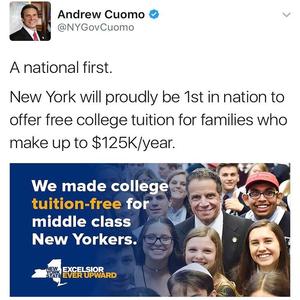 Andrew Cuomo
@NYGovCuomo
A national first.
New York will proudly be 1st in nation to
offer free college tuition for families who
make up to $125K/year.
We made college
tuition-free for
middle class
New Yorkers.
EXCELSIOR
EVER UPWARD